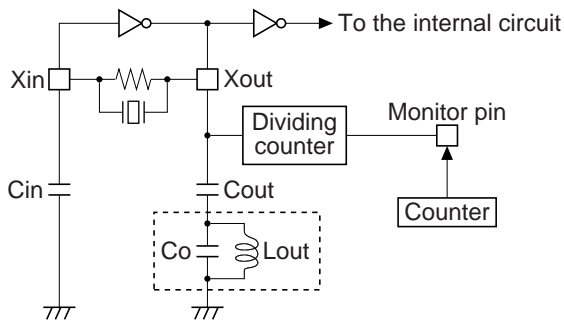 To the internal circuit
Xin
Xout
Monitor pin
Dividing
counter
Cin
Cout
Counter
Co
Lout